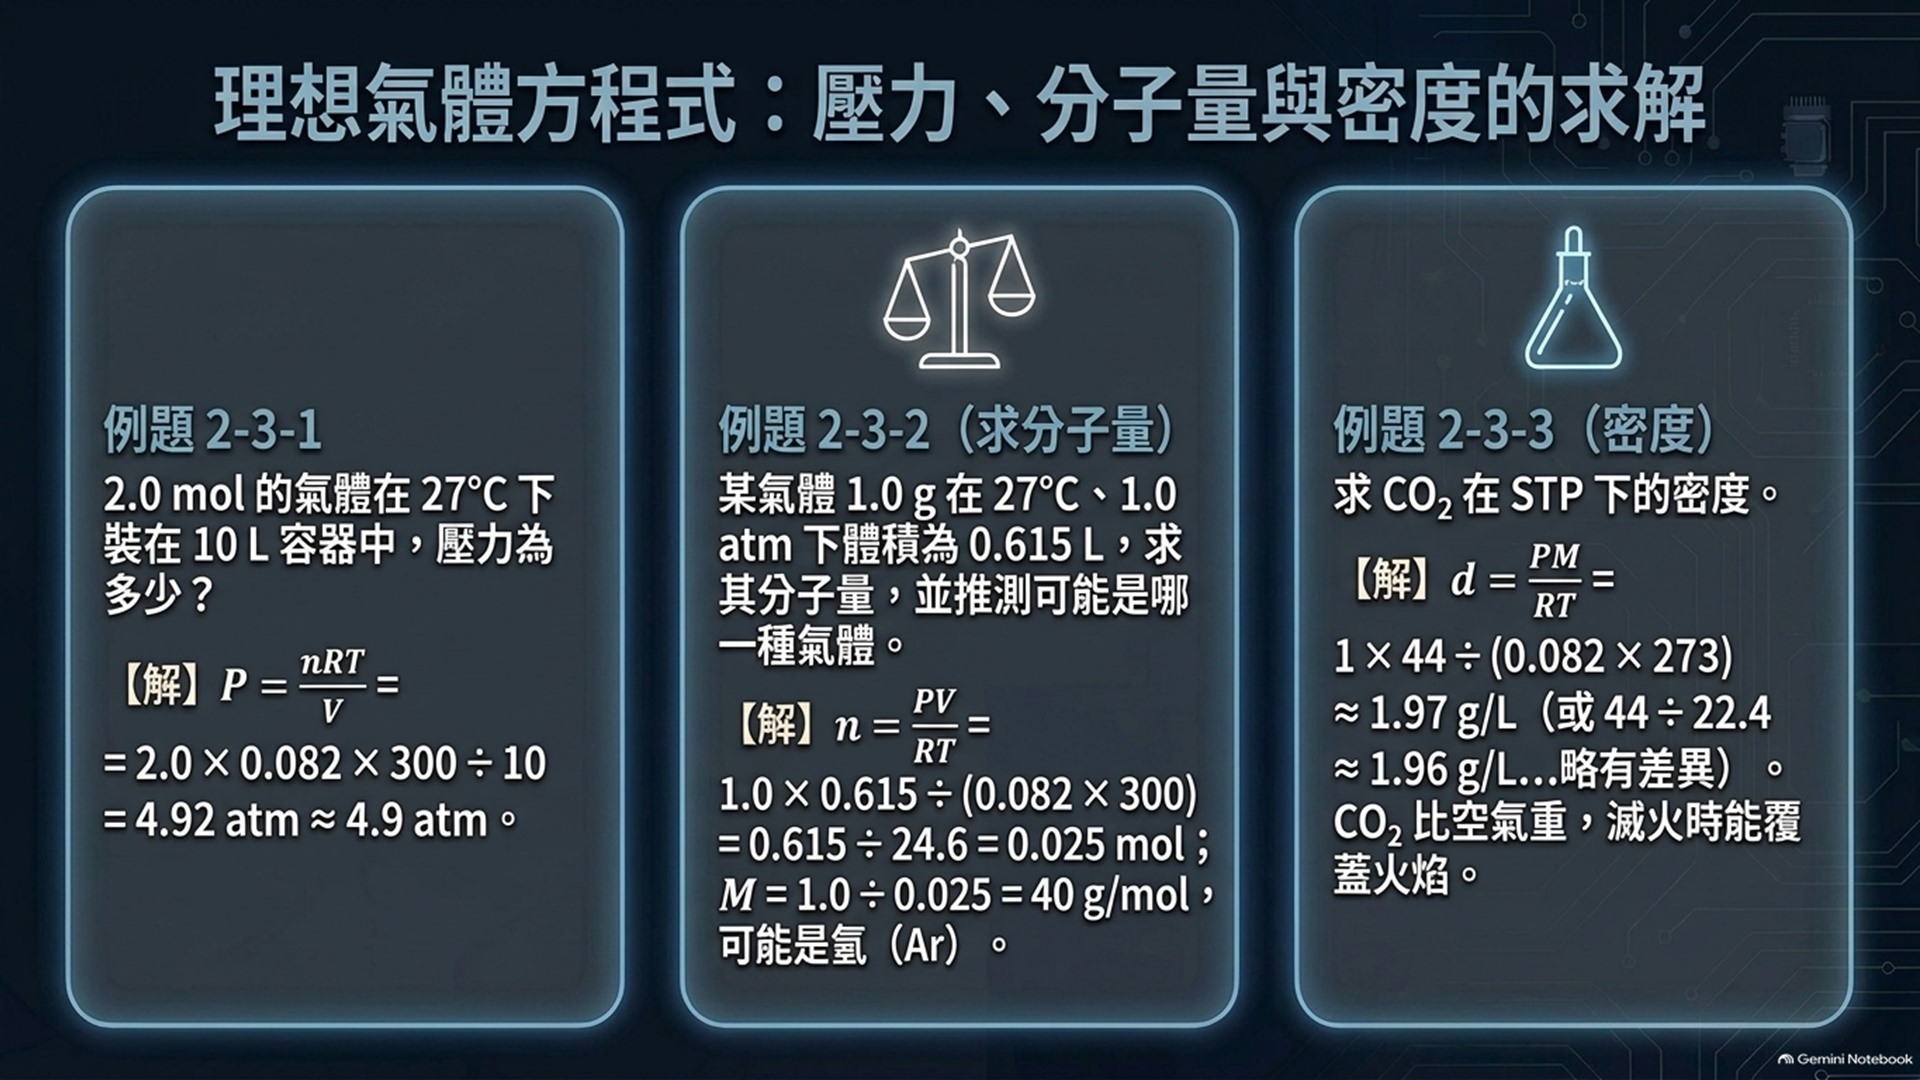 理想氣體方程式：壓力、分子量與密度的求解
例題 2-3-1
2.0 mol 的氣體在 27°C 下
裝在 10 L 容器中，壓力為
多少？
【解】P = nRT/V =
= 2.0 × 0.082 × 300 ÷ 10
= 4.92 atm ≈ 4.9 atm。
例題 2-3-2（求分子量）
某氣體 1.0 g 在 27°C、1.0
atm 下體積為 0.615 L，求
其分子量，並推測可能是哪
一種氣體。
【解】n = PV/RT =
1.0 × 0.615 ÷ (0.082 × 300)
= 0.615 ÷ 24.6 = 0.025 mol；
M = 1.0 ÷ 0.025 = 40 g/mol，
可能是氬（Ar）。
例題 2-3-3（密度）
求 CO₂ 在 STP 下的密度。
【解】d = PM/RT =
1 × 44 ÷ (0.082 × 273)
≈ 1.97 g/L（或 44 ÷ 22.4
≈ 1.96 g/L…略有差異）。
CO₂ 比空氣重，滅火時能覆
蓋火焰。
Gemini Notebook